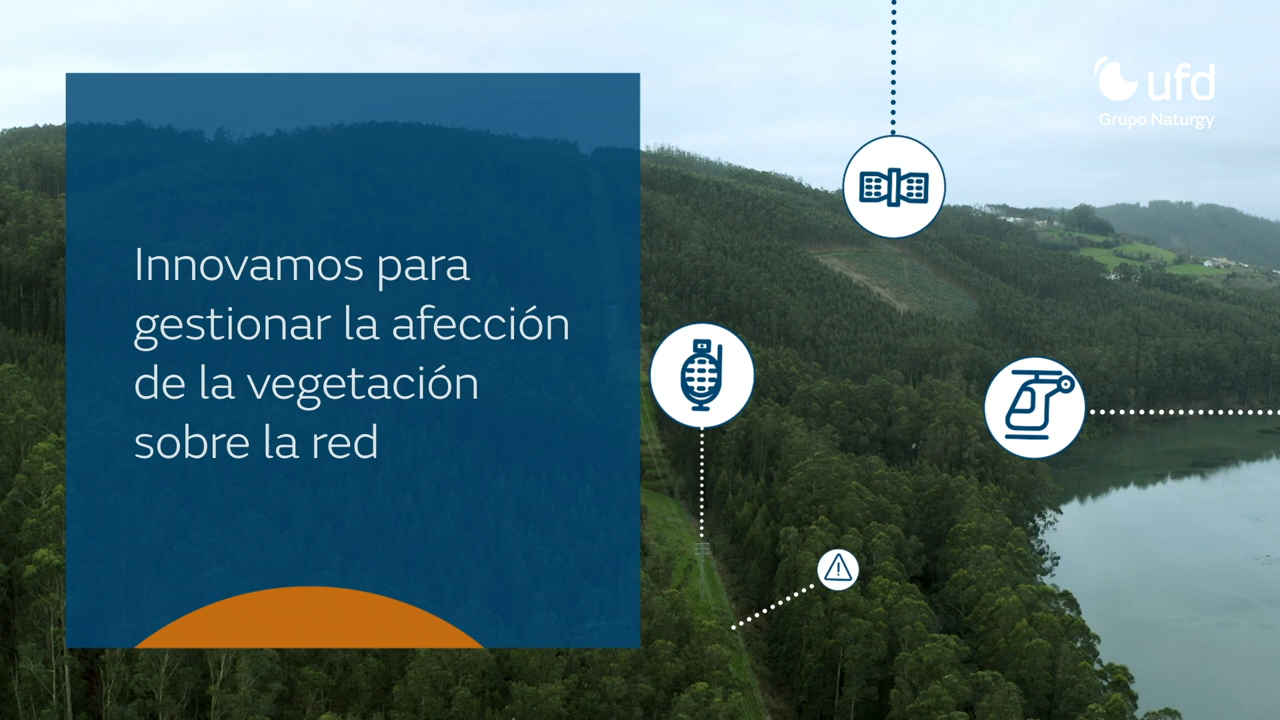 Innovamos para
gestionar la afección
de la vegetación
sobre la red
ufd
Grupo Naturgy